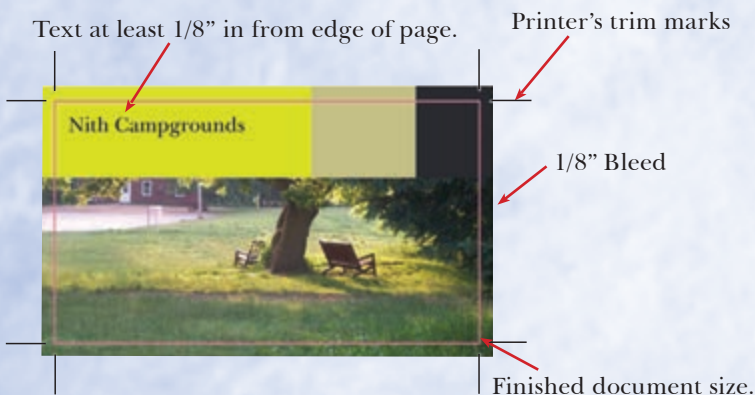 Text at least 1/8” in from edge of page.
Printer’s trim marks
Nith Campgrounds
1/8” Bleed
Finished document size.